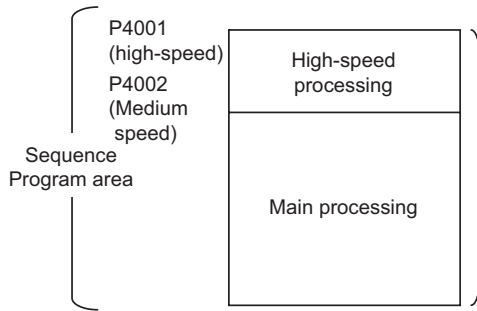 P4001
(high-speed)
P4002
(Medium
speed)
High-speed
processing
Sequence
Program area
Main processing